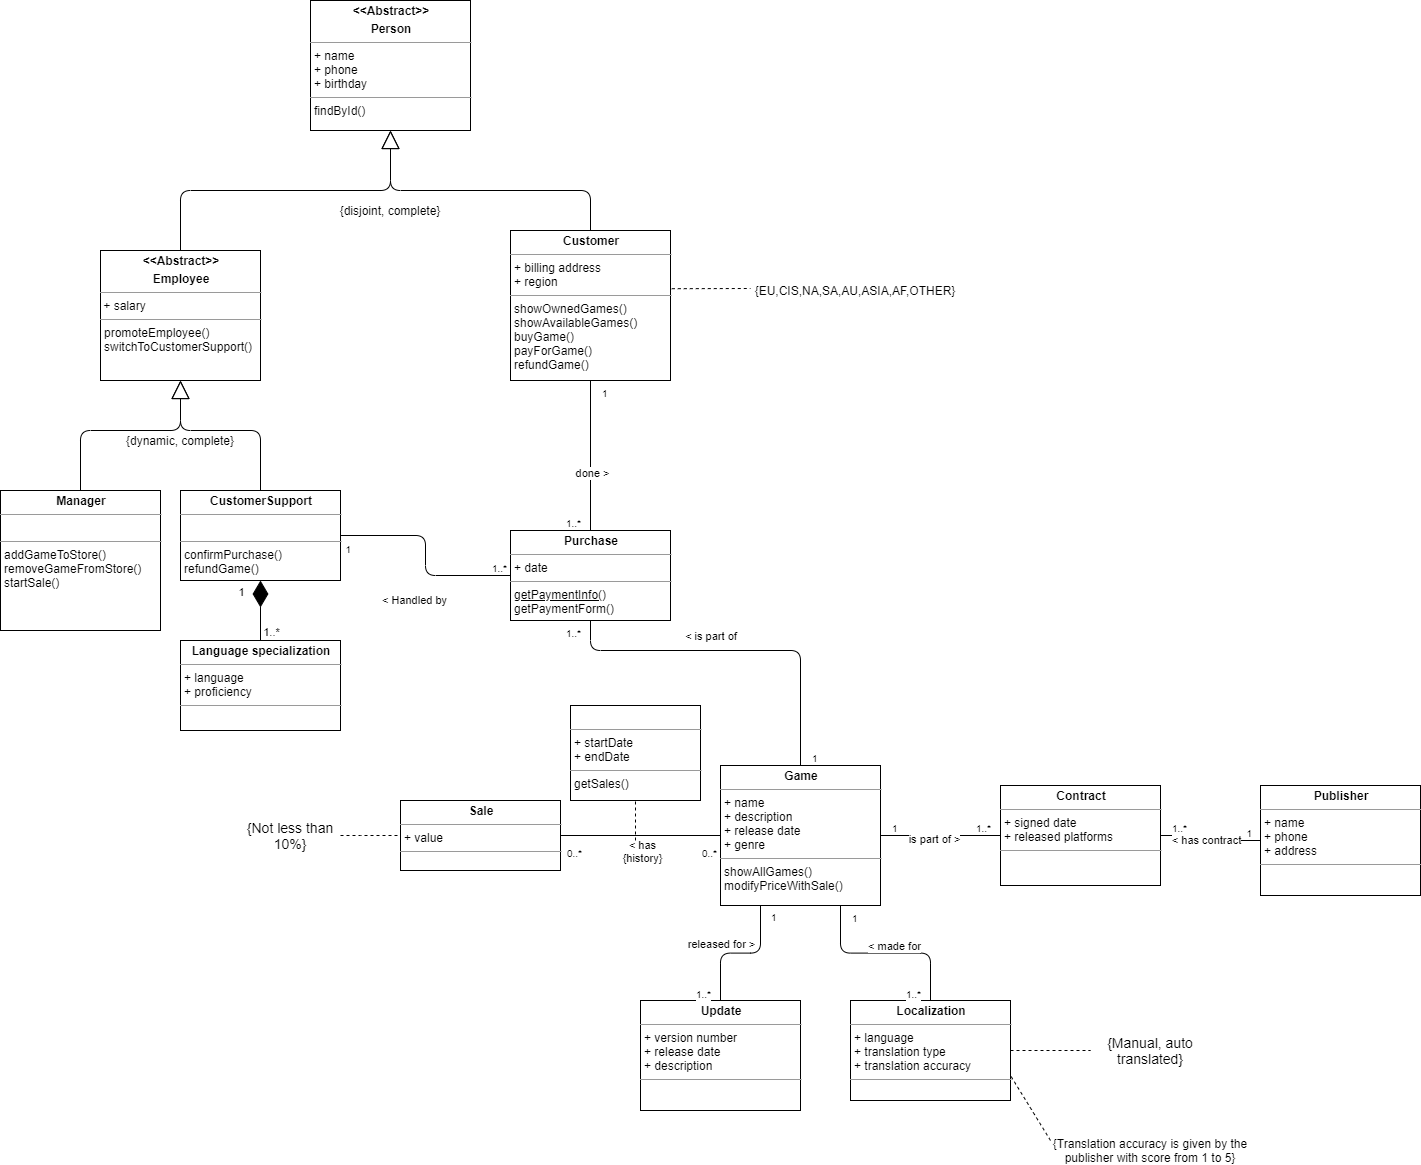 <<Abstract>>
Person
+ name
+ phone
+ birthday
findById()
{disjoint, complete}
<<Abstract>>
Employee
+ salary
promoteEmployee()
switchToCustomerSupport()
Customer
+ billing address
+ region
showOwnedGames()
showAvailableGames()
buyGame()
payForGame()
refundGame()
{EU,CIS,NA,SA,AU,ASIA,AF,OTHER}
1
done >
1..*
{dynamic, complete}
Manager
addGameToStore()
removeGameFromStore()
startSale()
CustomerSupport
confirmPurchase()
refundGame()
1
1..*
< Handled by
Purchase
+ date
getPaymentInfo()
getPaymentForm()
1
1..*
Language specialization
+ language
+ proficiency
1..*
< is part of
1
+ startDate
+ endDate
getSales()
{Not less than
10%}
Sale
+ value
0..*
< has
{history}
0..*
Game
+ name
+ description
+ release date
+ genre
showAllGames()
modifyPriceWithSale()
1
is part of >
1..*
Contract
+ signed date
+ released platforms
1..*
< has contract
1
Publisher
+ name
+ phone
+ address
1
released for >
1..*
1
< made for
1..*
Update
+ version number
+ release date
+ description
Localization
+ language
+ translation type
+ translation accuracy
{Manual, auto
translated}
{Translation accuracy is given by the
publisher with score from 1 to 5}